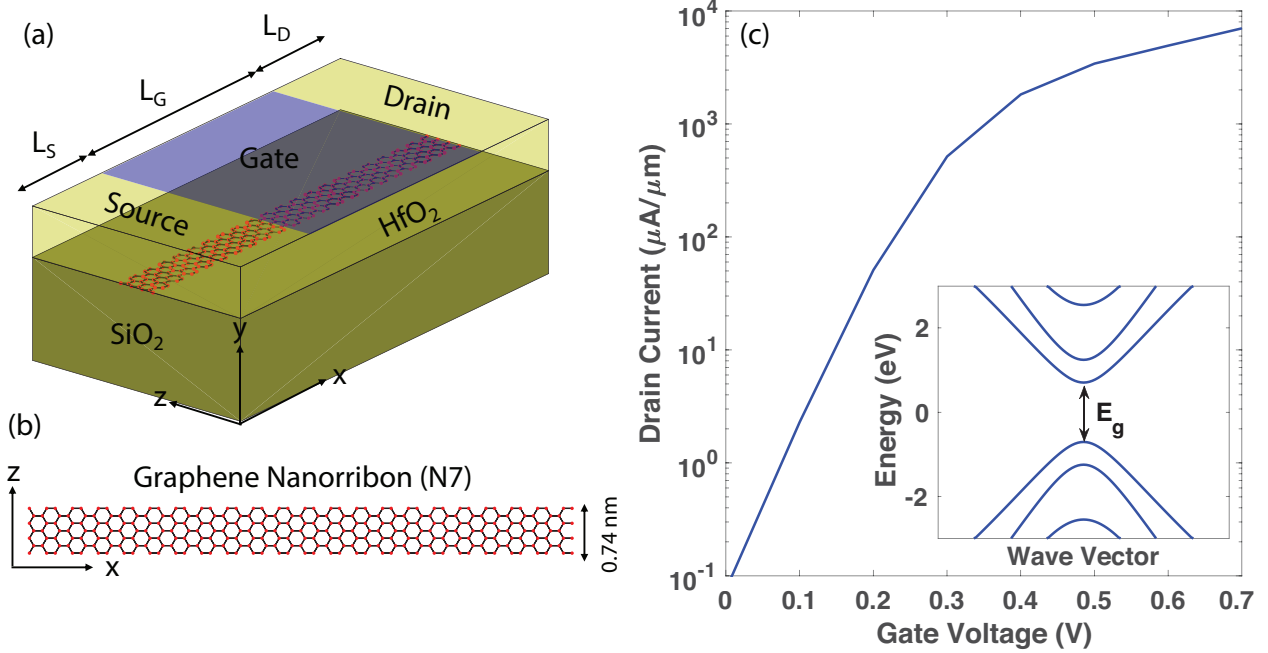 (a)
L_D
L_G
L_S
Drain
Gate
Source
HfO₂
SiO₂
y
x
z
(b)
Graphene Nanorribon (N7)
z
x
0.74 nm
(c)
Drain Current (μA/μm)
10⁴
10³
10²
10¹
10⁰
10⁻¹
0 0.1 0.2 0.3 0.4 0.5 0.6 0.7
Gate Voltage (V)
Energy (eV)
2
0
-2
E_g
Wave Vector